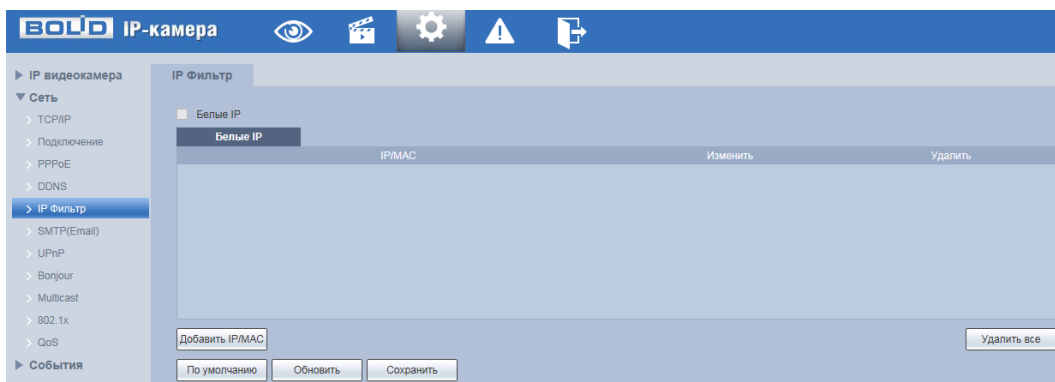 BOLID IP-камера
IP видеокамера
Сеть
TCP/IP
Подключение
PPPoE
DDNS
IP Фильтр
SMTP(Email)
UPnP
Bonjour
Multicast
802.1x
QoS
События
IP Фильтр
Белые IP
Белые IP
IP/MAC Изменить Удалить
Добавить IP/MAC Удалить все
По умолчанию Обновить Сохранить